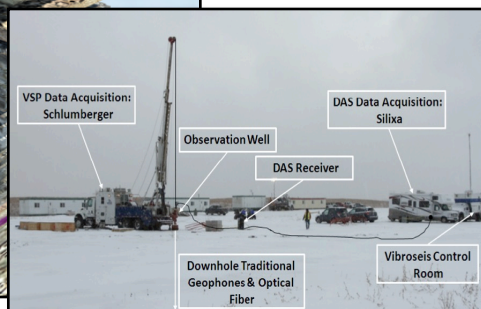 VSP Data Acquisition:
Schlumberger
Observation Well
DAS Receiver
DAS Data Acquisition:
Silixa
Downhole Traditional
Geophones & Optical
Fiber
Vibroseis Control
Room